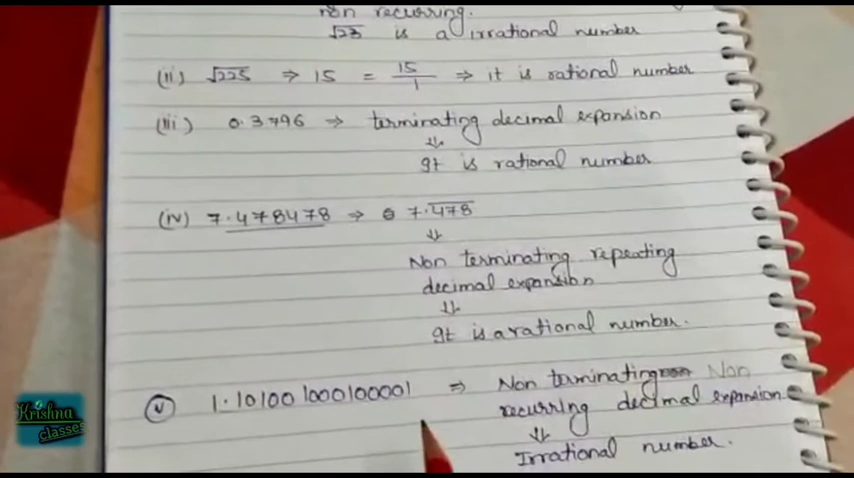 non recurring.
√23 is a irrational number
(ii) √225 ⇒ 15 = 15/1 ⇒ it is rational number
(iii) 0.3796 ⇒ terminating decimal expansion
⇓
It is rational number
(iv) 7.478478 ⇒ 7.478
⇓
Non terminating repeating
decimal expansion
⇓
It is a rational number.
(v) 1.101001000100001 ⇒ Non terminating Non
recurring decimal expansion.
⇓
Irrational number.
Krishna
classes